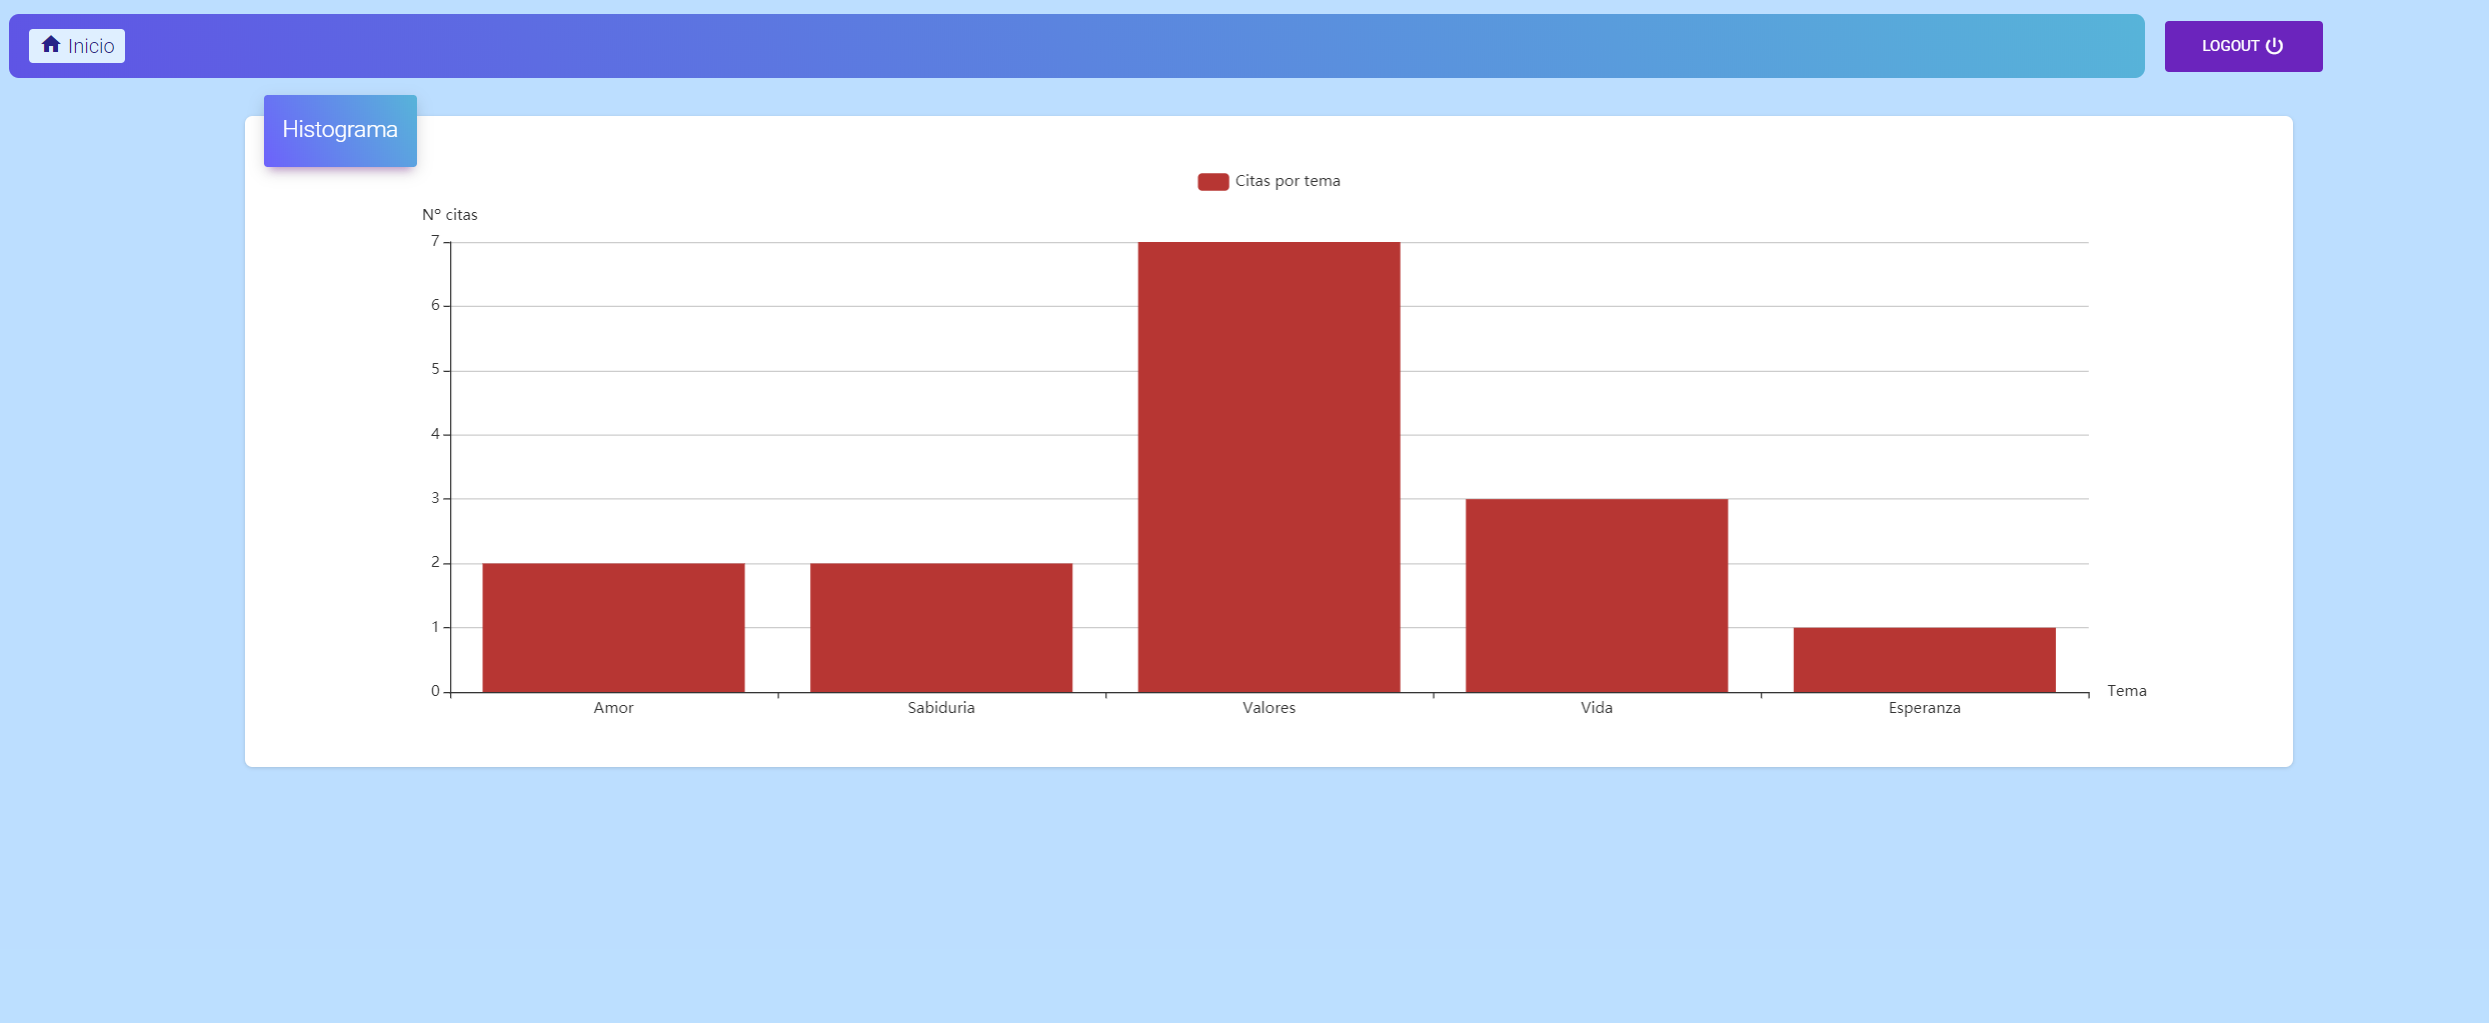 Inicio
LOGOUT
Histograma
Citas por tema
Nº citas
7
6
5
4
3
2
1
0
Amor
Sabiduria
Valores
Vida
Esperanza
Tema